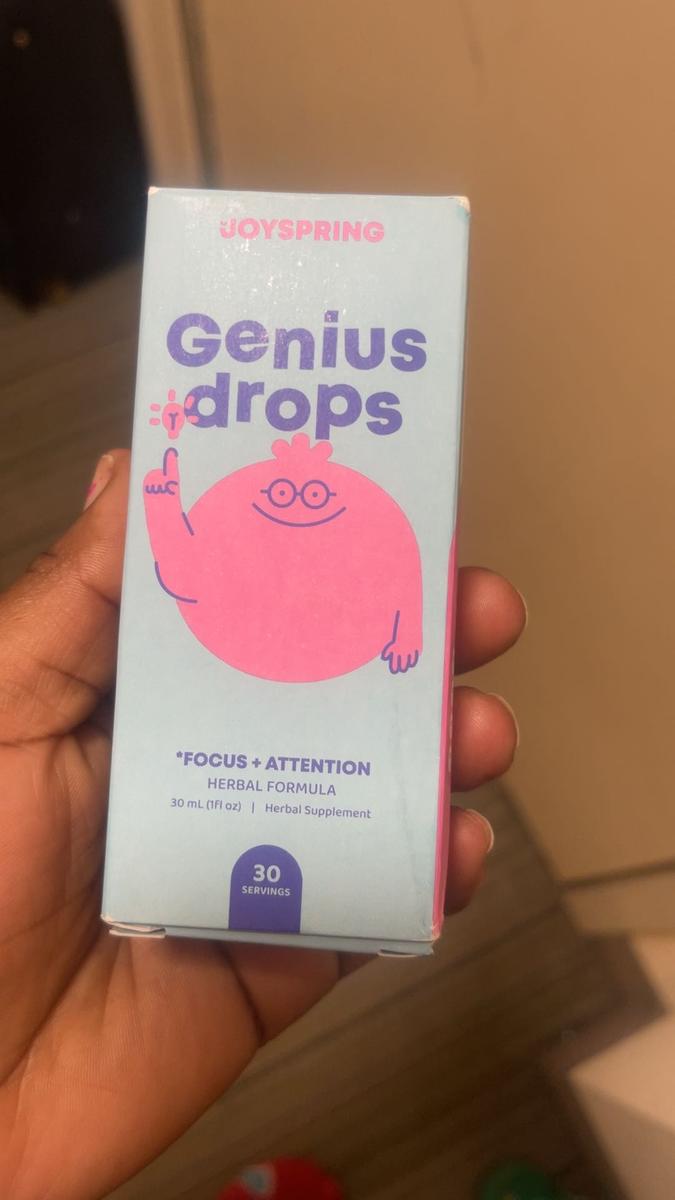 JOYSPRING
Genius
drops
*FOCUS + ATTENTION
HERBAL FORMULA
30 mL (1fl oz) | Herbal Supplement
30
SERVINGS